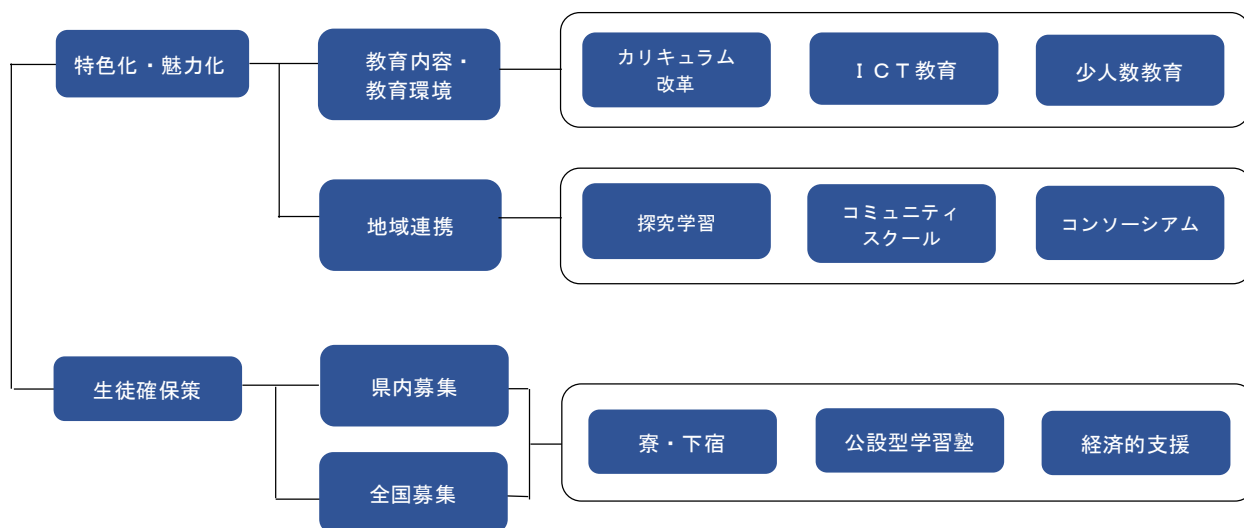 特色化・魅力化
教育内容・
教育環境
カリキュラム
改革
ＩＣＴ教育
少人数教育
地域連携
探究学習
コミュニティ
スクール
コンソーシアム
生徒確保策
県内募集
全国募集
寮・下宿
公設型学習塾
経済的支援